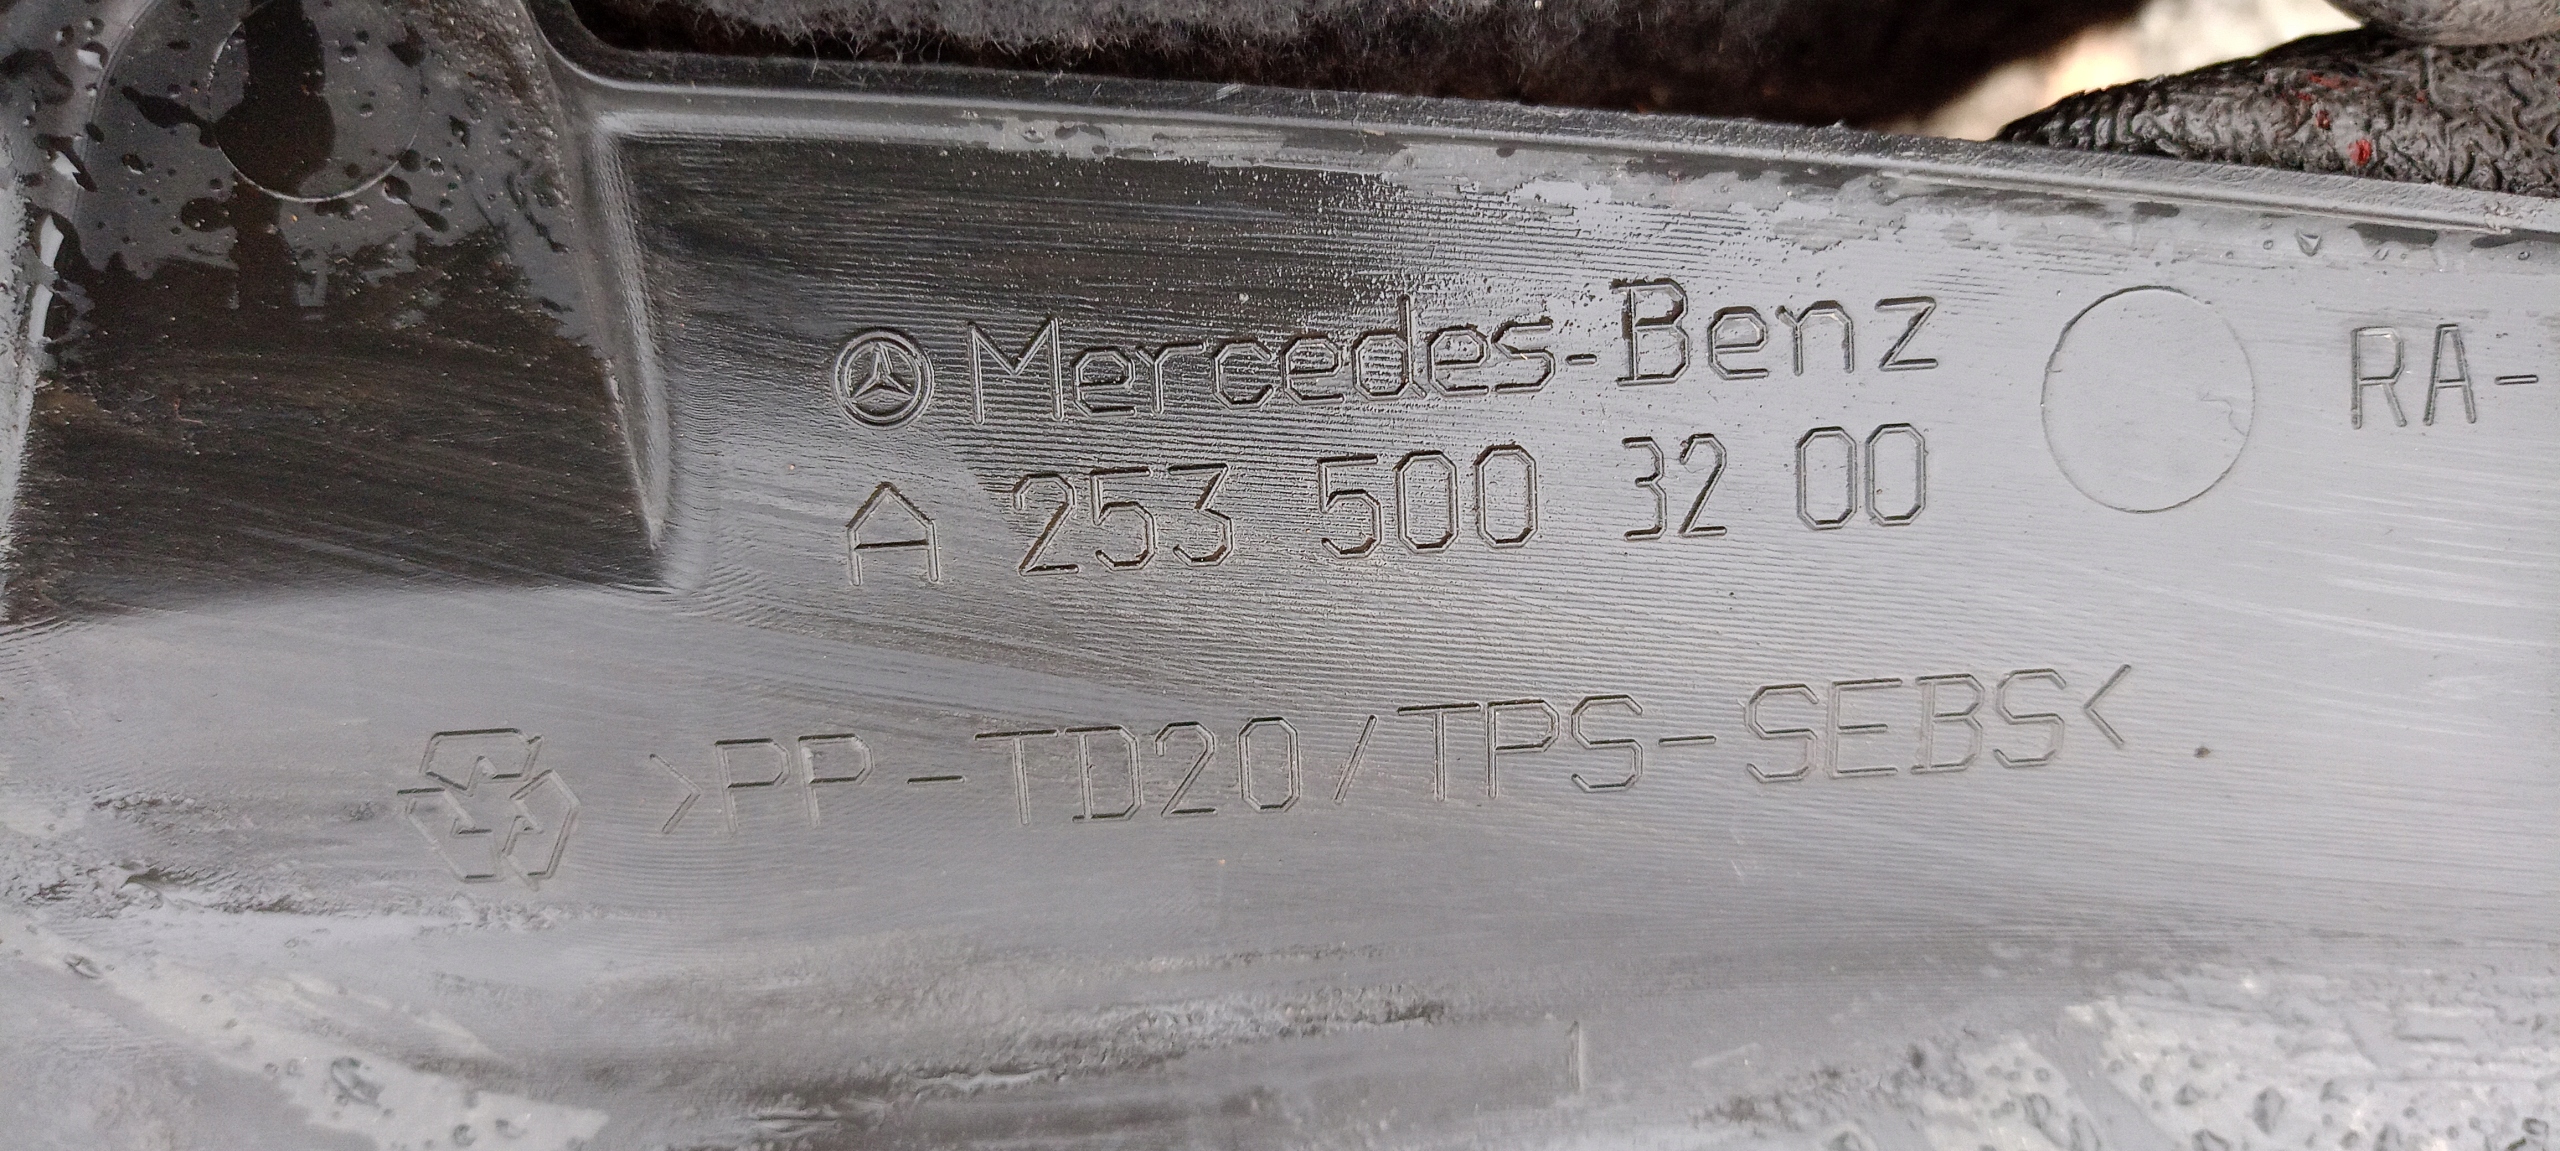 Mercedes-Benz
RA-
A 253 500 32 00
>PP-TD20/TPS-SEBS<